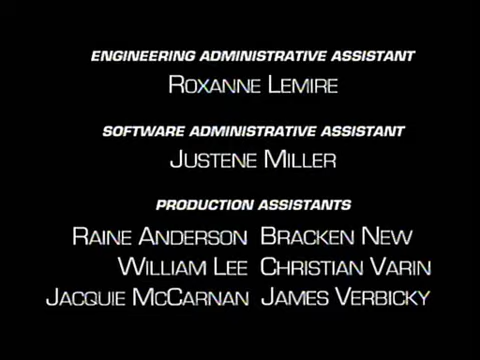 ENGINEERING ADMINISTRATIVE ASSISTANT
ROXANNE LEMIRE
SOFTWARE ADMINISTRATIVE ASSISTANT
JUSTENE MILLER
PRODUCTION ASSISTANTS
RAINE ANDERSON BRACKEN NEW
WILLIAM LEE CHRISTIAN VARIN
JACQUIE MCCARNAN JAMES VERBICKY